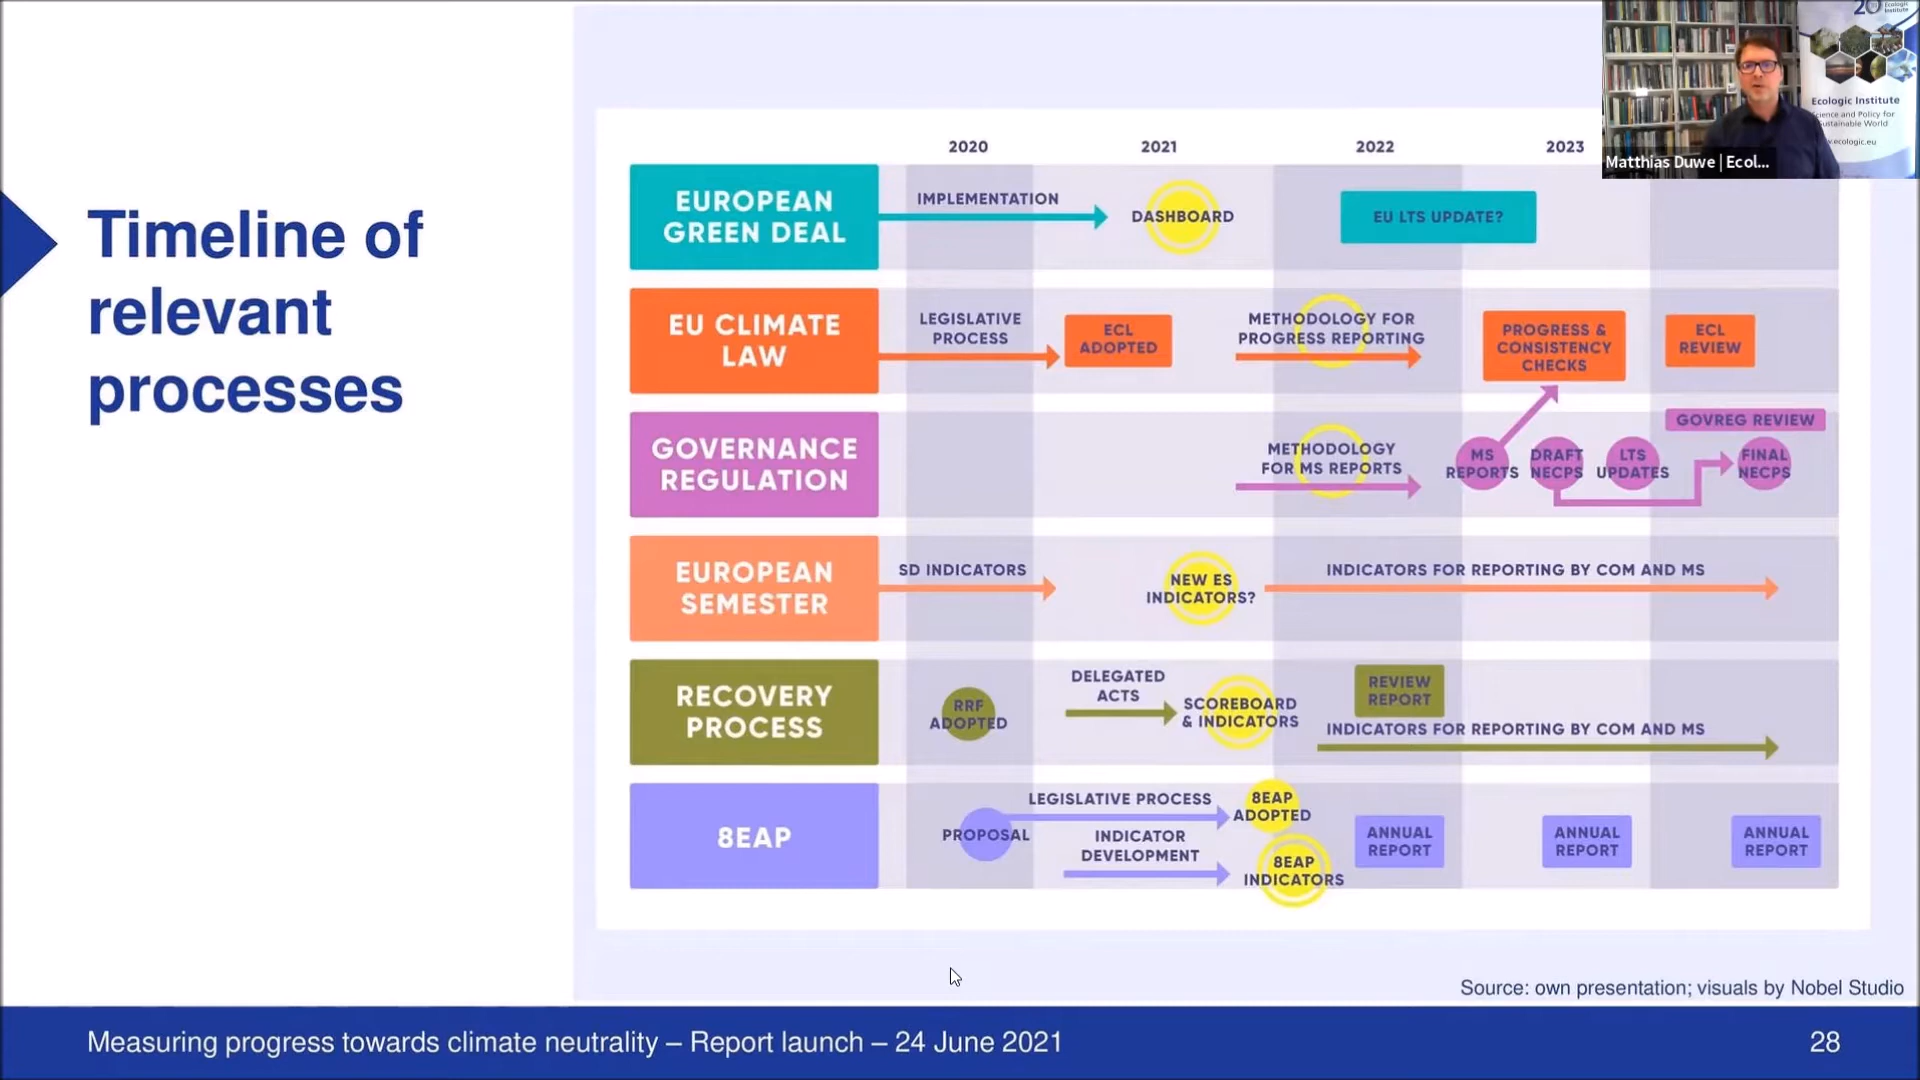 Timeline of
relevant
processes
2020
2021
2022
2023
EUROPEAN
GREEN DEAL
IMPLEMENTATION
DASHBOARD
EU LTS UPDATE?
EU CLIMATE
LAW
LEGISLATIVE
PROCESS
ECL
ADOPTED
METHODOLOGY FOR
PROGRESS REPORTING
PROGRESS &
CONSISTENCY
CHECKS
ECL
REVIEW
GOVERNANCE
REGULATION
METHODOLOGY
FOR MS REPORTS
MS
REPORTS
DRAFT
NECPS
LTS
UPDATES
GOVREG REVIEW
FINAL
NECPS
EUROPEAN
SEMESTER
SD INDICATORS
NEW ES
INDICATORS?
INDICATORS FOR REPORTING BY COM AND MS
RECOVERY
PROCESS
RRF
ADOPTED
DELEGATED
ACTS
SCOREBOARD
& INDICATORS
REVIEW
REPORT
INDICATORS FOR REPORTING BY COM AND MS
8EAP
PROPOSAL
LEGISLATIVE PROCESS
INDICATOR
DEVELOPMENT
8EAP
ADOPTED
8EAP
INDICATORS
ANNUAL
REPORT
ANNUAL
REPORT
ANNUAL
REPORT
Source: own presentation; visuals by Nobel Studio
Measuring progress towards climate neutrality – Report launch – 24 June 2021
28
20 Ecologic
Institute
Ecologic Institute
Science and Policy for
Sustainable World
ecologic.eu
Matthias Duwe | Ecol...